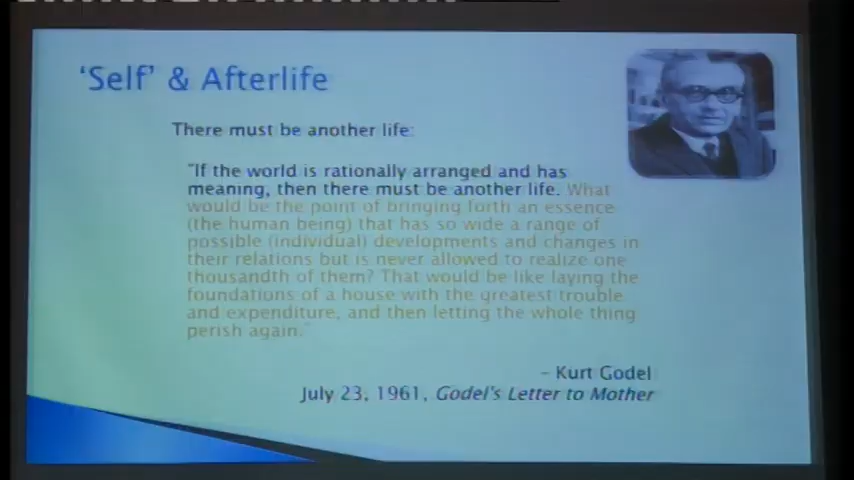 ‘Self’ & Afterlife
There must be another life:
“If the world is rationally arranged and has
meaning, then there must be another life. What
would be the point of bringing forth an essence
(the human being) that has so wide a range of
possible (individual) developments and changes in
their relations but is never allowed to realize one
thousandth of them? That would be like laying the
foundations of a house with the greatest trouble
and expenditure, and then letting the whole thing
perish again.”
– Kurt Godel
July 23, 1961, Godel's Letter to Mother